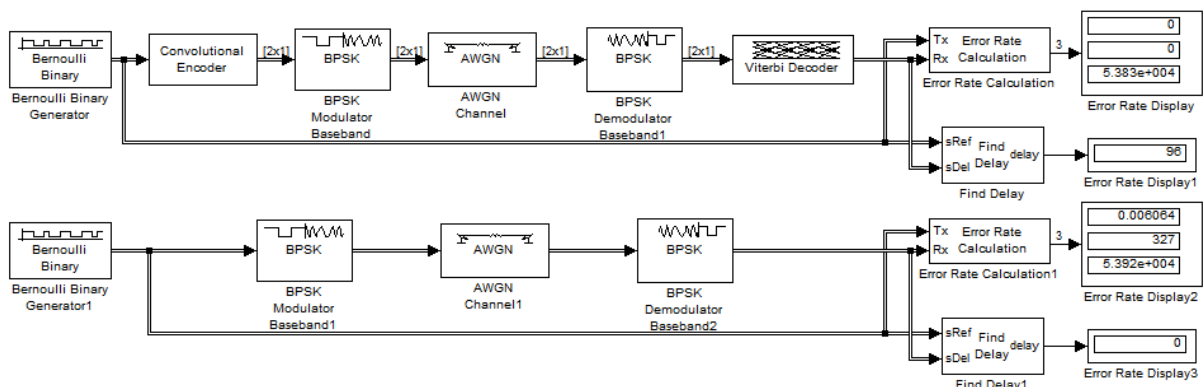 Bernoulli
Binary
Bernoulli Binary
Generator
Convolutional
Encoder
[2x1]
BPSK
BPSK
Modulator
Baseband
[2x1]
AWGN
AWGN
Channel
[2x1]
BPSK
BPSK
Demodulator
Baseband1
[2x1]
Viterbi Decoder
Tx
Rx
Error Rate
Calculation
Error Rate Calculation
3
0
0
5.383e+004
Error Rate Display
sRef
sDel
Find
Delay
delay
Find Delay
96
Error Rate Display1
Bernoulli
Binary
Bernoulli Binary
Generator1
BPSK
BPSK
Modulator
Baseband1
AWGN
AWGN
Channel1
BPSK
BPSK
Demodulator
Baseband2
Tx
Rx
Error Rate
Calculation
Error Rate Calculation1
3
0.006064
327
5.392e+004
Error Rate Display2
sRef
sDel
Find
Delay
delay
Find Delay1
0
Error Rate Display3